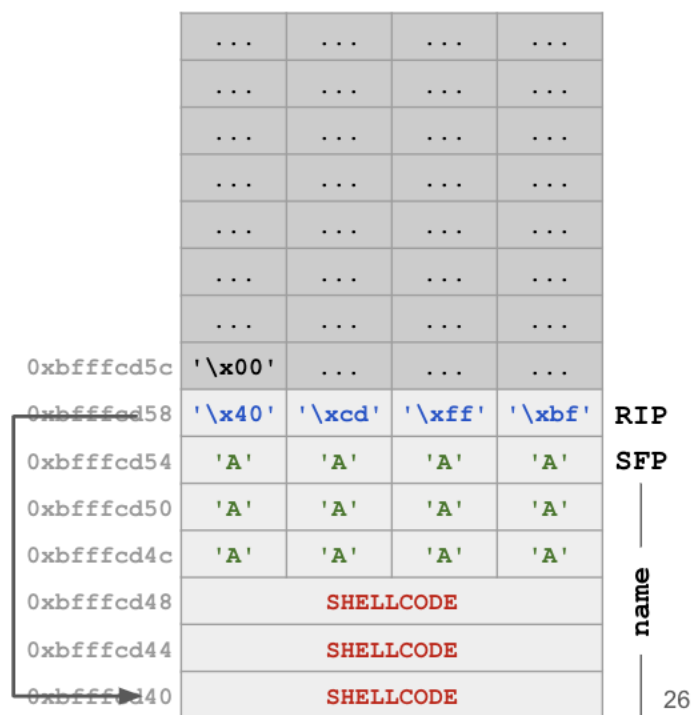 ... ... ... ...
... ... ... ...
... ... ... ...
... ... ... ...
... ... ... ...
... ... ... ...
... ... ... ...
0xbfffcd5c '\x00' ... ... ...
0xbfffcd58 '\x40' '\xcd' '\xff' '\xbf' RIP
0xbfffcd54 'A' 'A' 'A' 'A' SFP
0xbfffcd50 'A' 'A' 'A' 'A'
0xbfffcd4c 'A' 'A' 'A' 'A'
0xbfffcd48 SHELLCODE
0xbfffcd44 SHELLCODE
0xbfffcd40 SHELLCODE
name
26